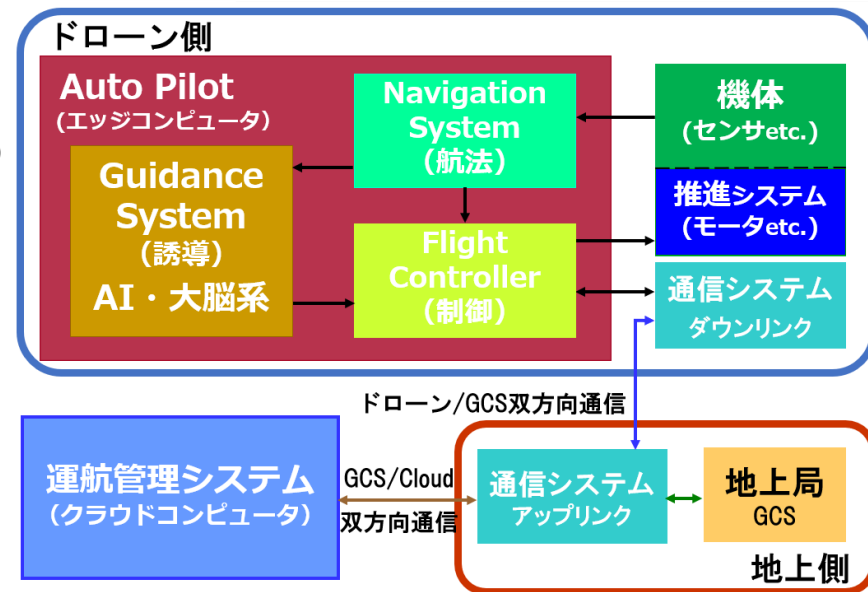 ドローン側
Auto Pilot
(エッジコンピュータ)
Navigation
System
(航法)
機体
(センサetc.)
Guidance
System
(誘導)
AI・大脳系
Flight
Controller
(制御)
推進システム
(モータetc.)
通信システム
ダウンリンク
ドローン/GCS双方向通信
運航管理システム
(クラウドコンピュータ)
GCS/Cloud
双方向通信
通信システム
アップリンク
地上局
GCS
地上側